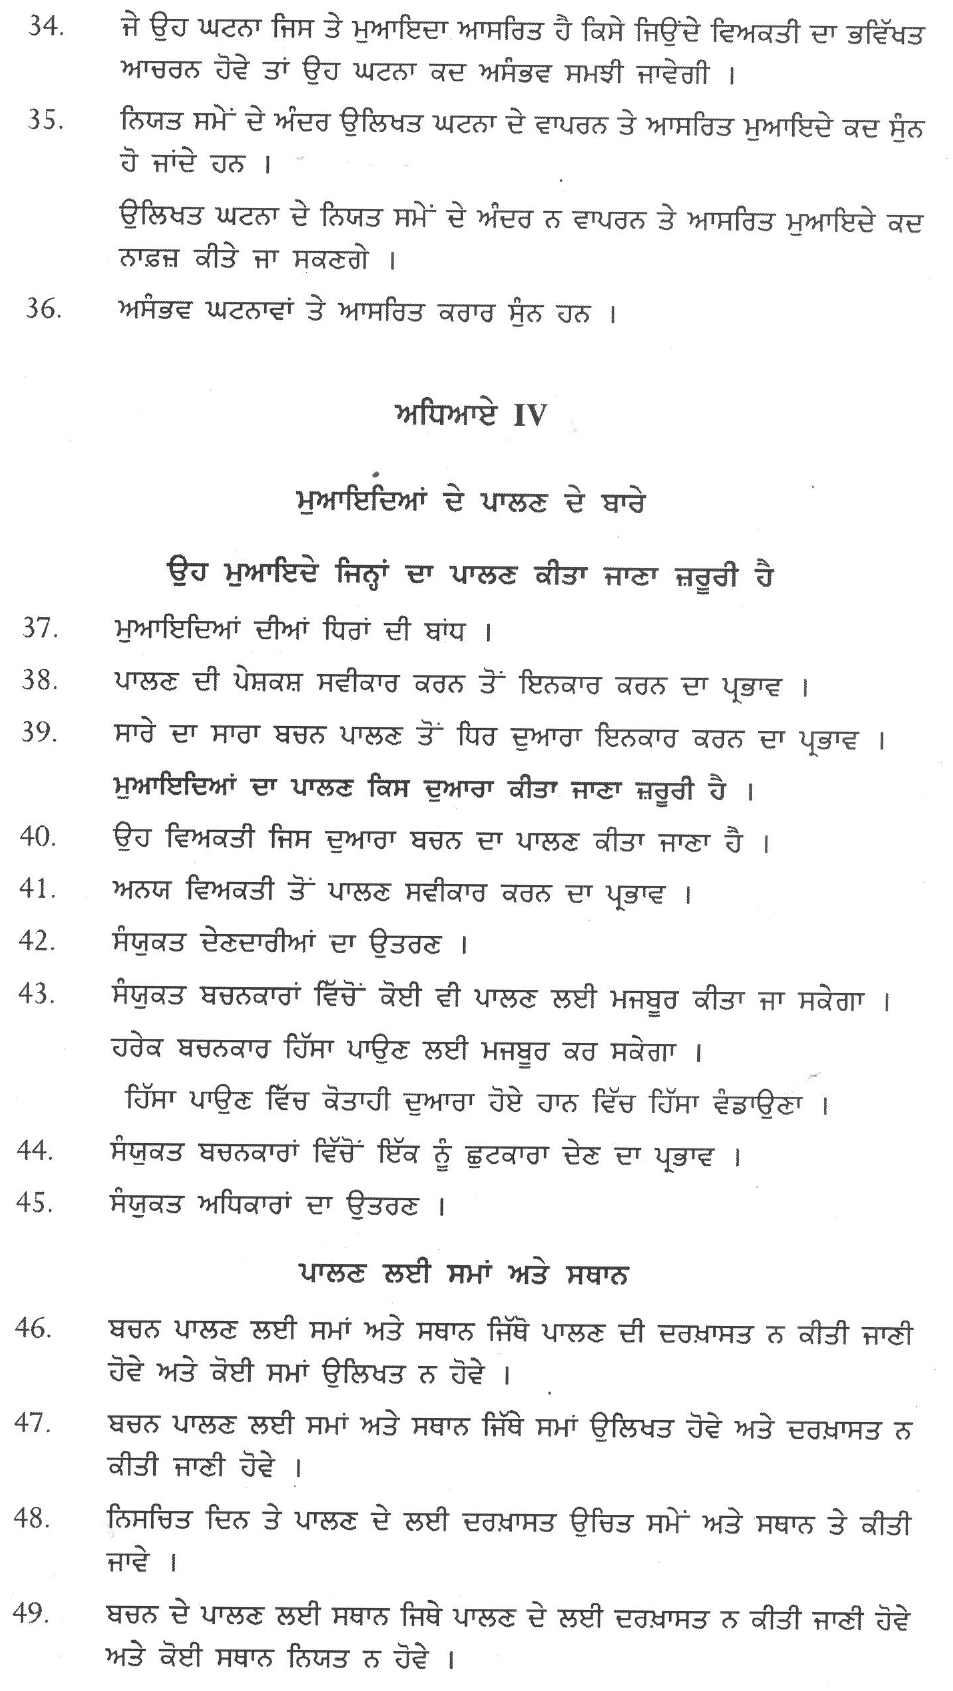 34. ਜੇ ਉਹ ਘਟਨਾ ਜਿਸ ਤੇ ਮੁਆਇਦਾ ਆਸਰਿਤ ਹੈ ਕਿਸੇ ਜਿਉਂਦੇ ਵਿਅਕਤੀ ਦਾ ਭਵਿੱਖਤ
ਆਚਰਨ ਹੋਵੇ ਤਾਂ ਉਹ ਘਟਨਾ ਕਦ ਅਸੰਭਵ ਸਮਝੀ ਜਾਵੇਗੀ ।
35. ਨਿਯਤ ਸਮੇਂ ਦੇ ਅੰਦਰ ਉਲਿਖਤ ਘਟਨਾ ਦੇ ਵਾਪਰਨ ਤੇ ਆਸਰਿਤ ਮੁਆਇਦੇ ਕਦ ਸੁੰਨ
ਹੋ ਜਾਂਦੇ ਹਨ ।
ਉਲਿਖਤ ਘਟਨਾ ਦੇ ਨਿਯਤ ਸਮੇਂ ਦੇ ਅੰਦਰ ਨ ਵਾਪਰਨ ਤੇ ਆਸਰਿਤ ਮੁਆਇਦੇ ਕਦ
ਨਾਫ਼ਜ਼ ਕੀਤੇ ਜਾ ਸਕਣਗੇ ।
36. ਅਸੰਭਵ ਘਟਨਾਵਾਂ ਤੇ ਆਸਰਿਤ ਕਰਾਰ ਸੁੰਨ ਹਨ ।
ਅਧਿਆਏ IV
ਮੁਆਇਦਿਆਂ ਦੇ ਪਾਲਣ ਦੇ ਬਾਰੇ
ਉਹ ਮੁਆਇਦੇ ਜਿਨ੍ਹਾਂ ਦਾ ਪਾਲਣ ਕੀਤਾ ਜਾਣਾ ਜ਼ਰੂਰੀ ਹੈ
37. ਮੁਆਇਦਿਆਂ ਦੀਆਂ ਧਿਰਾਂ ਦੀ ਬਾਂਧ ।
38. ਪਾਲਣ ਦੀ ਪੇਸ਼ਕਸ਼ ਸਵੀਕਾਰ ਕਰਨ ਤੋਂ ਇਨਕਾਰ ਕਰਨ ਦਾ ਪ੍ਰਭਾਵ ।
39. ਸਾਰੇ ਦਾ ਸਾਰਾ ਬਚਨ ਪਾਲਣ ਤੋਂ ਧਿਰ ਦੁਆਰਾ ਇਨਕਾਰ ਕਰਨ ਦਾ ਪ੍ਰਭਾਵ ।
ਮੁਆਇਦਿਆਂ ਦਾ ਪਾਲਣ ਕਿਸ ਦੁਆਰਾ ਕੀਤਾ ਜਾਣਾ ਜ਼ਰੂਰੀ ਹੈ ।
40. ਉਹ ਵਿਅਕਤੀ ਜਿਸ ਦੁਆਰਾ ਬਚਨ ਦਾ ਪਾਲਣ ਕੀਤਾ ਜਾਣਾ ਹੈ ।
41. ਅਨਯ ਵਿਅਕਤੀ ਤੋਂ ਪਾਲਣ ਸਵੀਕਾਰ ਕਰਨ ਦਾ ਪ੍ਰਭਾਵ ।
42. ਸੰਯੁਕਤ ਦੇਣਦਾਰੀਆਂ ਦਾ ਉਤਰਣ ।
43. ਸੰਯੁਕਤ ਬਚਨਕਾਰਾਂ ਵਿੱਚੋਂ ਕੋਈ ਵੀ ਪਾਲਣ ਲਈ ਮਜਬੂਰ ਕੀਤਾ ਜਾ ਸਕੇਗਾ ।
ਹਰੇਕ ਬਚਨਕਾਰ ਹਿੱਸਾ ਪਾਉਣ ਲਈ ਮਜਬੂਰ ਕਰ ਸਕੇਗਾ ।
ਹਿੱਸਾ ਪਾਉਣ ਵਿੱਚ ਕੋਤਾਹੀ ਦੁਆਰਾ ਹੋਏ ਹਾਨ ਵਿੱਚ ਹਿੱਸਾ ਵੰਡਾਉਣਾ ।
44. ਸੰਯੁਕਤ ਬਚਨਕਾਰਾਂ ਵਿੱਚੋਂ ਇੱਕ ਨੂੰ ਛੁਟਕਾਰਾ ਦੇਣ ਦਾ ਪ੍ਰਭਾਵ ।
45. ਸੰਯੁਕਤ ਅਧਿਕਾਰਾਂ ਦਾ ਉਤਰਣ ।
ਪਾਲਣ ਲਈ ਸਮਾਂ ਅਤੇ ਸਥਾਨ
46. ਬਚਨ ਪਾਲਣ ਲਈ ਸਮਾਂ ਅਤੇ ਸਥਾਨ ਜਿੱਥੋ ਪਾਲਣ ਦੀ ਦਰਖ਼ਾਸਤ ਨ ਕੀਤੀ ਜਾਣੀ
ਹੋਵੇ ਅਤੇ ਕੋਈ ਸਮਾਂ ਉਲਿਖਤ ਨ ਹੋਵੇ ।
47. ਬਚਨ ਪਾਲਣ ਲਈ ਸਮਾਂ ਅਤੇ ਸਥਾਨ ਜਿੱਥੇ ਸਮਾਂ ਉਲਿਖਤ ਹੋਵੇ ਅਤੇ ਦਰਖ਼ਾਸਤ ਨ
ਕੀਤੀ ਜਾਣੀ ਹੋਵੇ ।
48. ਨਿਸਚਿਤ ਦਿਨ ਤੇ ਪਾਲਣ ਦੇ ਲਈ ਦਰਖ਼ਾਸਤ ਉਚਿਤ ਸਮੇਂ ਅਤੇ ਸਥਾਨ ਤੇ ਕੀਤੀ
ਜਾਵੇ ।
49. ਬਚਨ ਦੇ ਪਾਲਣ ਲਈ ਸਥਾਨ ਜਿਥੇ ਪਾਲਣ ਦੇ ਲਈ ਦਰਖ਼ਾਸਤ ਨ ਕੀਤੀ ਜਾਣੀ ਹੋਵੇ
ਅਤੇ ਕੋਈ ਸਥਾਨ ਨਿਯਤ ਨ ਹੋਵੇ ।